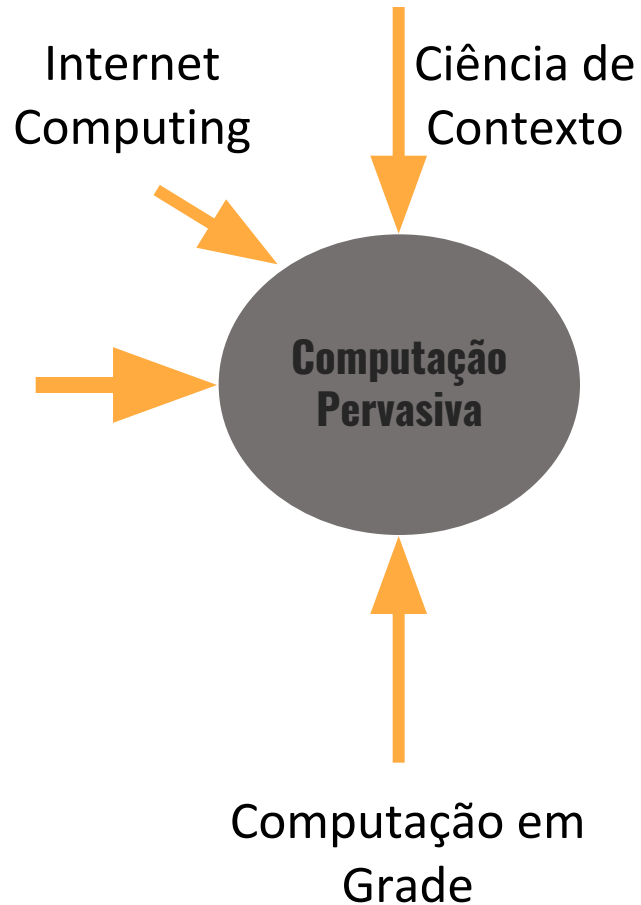 Internet
Computing
Ciência de
Contexto
Computação
Pervasiva
Computação em
Grade